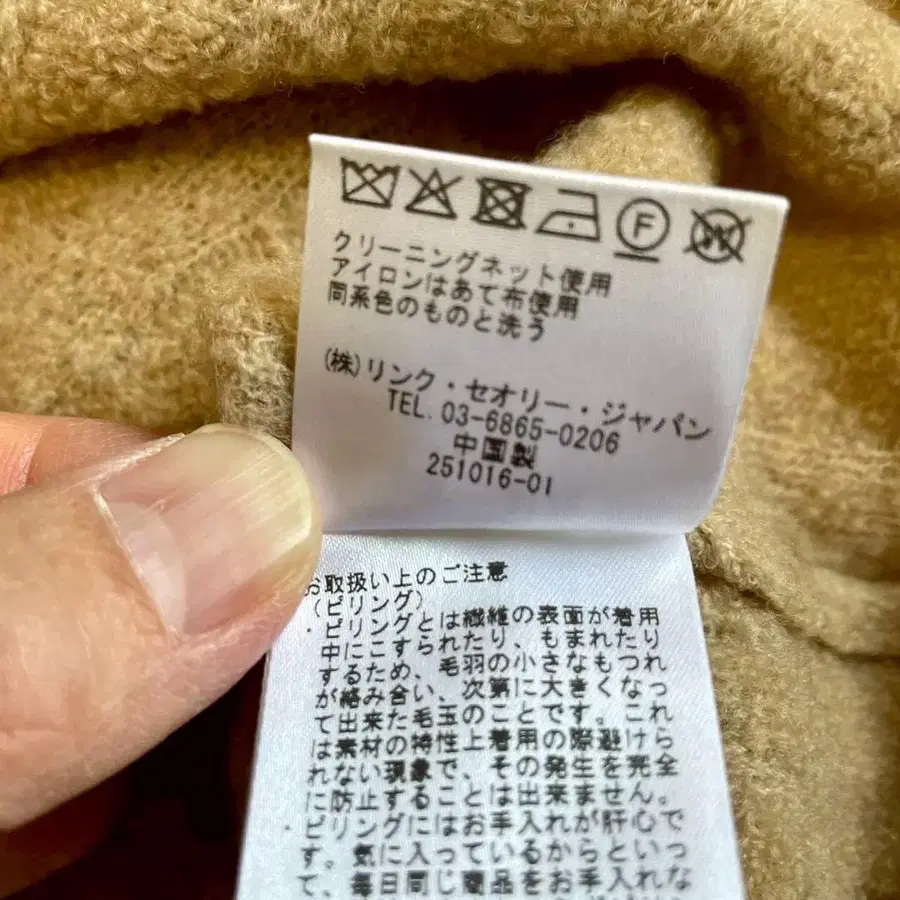 F
W
クリーニングネット使用
アイロンはあて布使用
同系色のものと洗う
(株)リンク・セオリー・ジャパン
TEL.03-6865-0206
中国製
251016-01
お取扱い上のご注意
(ピリング)
・ピリングとは繊維の表面が着用
中にこすられたり、もまれたり
するため、毛羽の小さなもつれ
が絡み合い、次第に大きくなっ
て出来た毛玉のことです。これ
は素材の特性上着用の際避けら
れない現象で、その発生を完全
に防止することは出来ません。
・ピリングにはお手入れが肝心で
す。気に入っているからといっ
て、毎日同じ商品をお手入れな